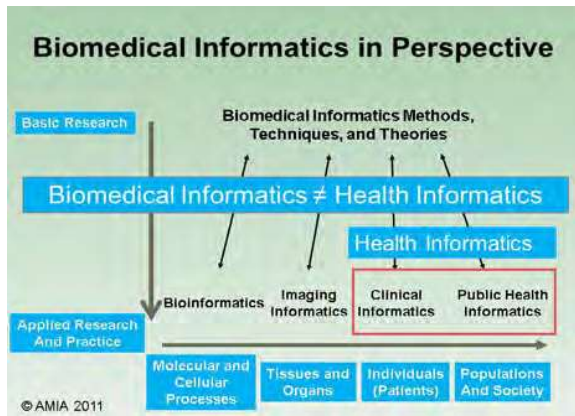 Biomedical Informatics in Perspective
Basic Research
Biomedical Informatics Methods,
Techniques, and Theories
Biomedical Informatics ≠ Health Informatics
Health Informatics
Bioinformatics
Imaging
Informatics
Clinical
Informatics
Public Health
Informatics
Applied Research
And Practice
Molecular and
Cellular
Processes
Tissues and
Organs
Individuals
(Patients)
Populations
And Society
© AMIA 2011